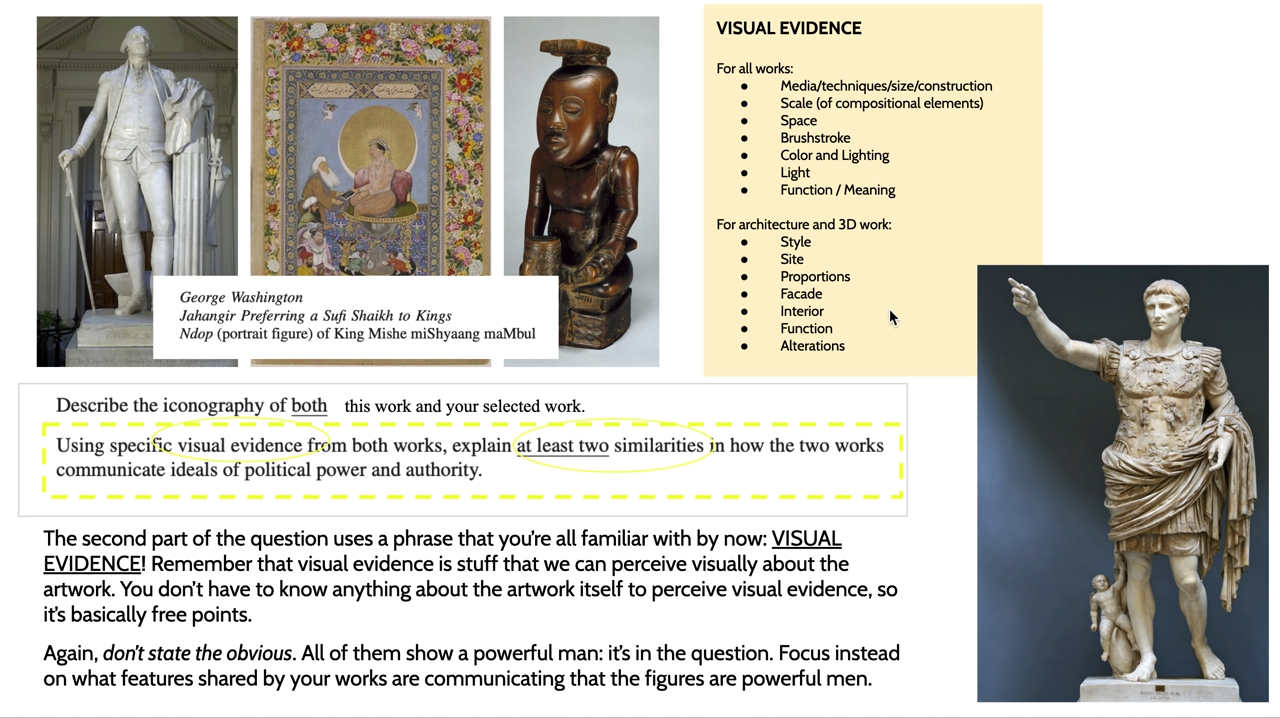 VISUAL EVIDENCE
For all works:
● Media/techniques/size/construction
● Scale (of compositional elements)
● Space
● Brushstroke
● Color and Lighting
● Light
● Function / Meaning
For architecture and 3D work:
● Style
● Site
● Proportions
● Facade
● Interior
● Function
● Alterations
George Washington
Jahangir Preferring a Sufi Shaikh to Kings
Ndop (portrait figure) of King Mishe miShyaang maMbul
Describe the iconography of both this work and your selected work.
Using specific visual evidence from both works, explain at least two similarities in how the two works
communicate ideals of political power and authority.
The second part of the question uses a phrase that you’re all familiar with by now: VISUAL
EVIDENCE! Remember that visual evidence is stuff that we can perceive visually about the
artwork. You don’t have to know anything about the artwork itself to perceive visual evidence, so
it’s basically free points.
Again, don’t state the obvious. All of them show a powerful man: it’s in the question. Focus instead
on what features shared by your works are communicating that the figures are powerful men.